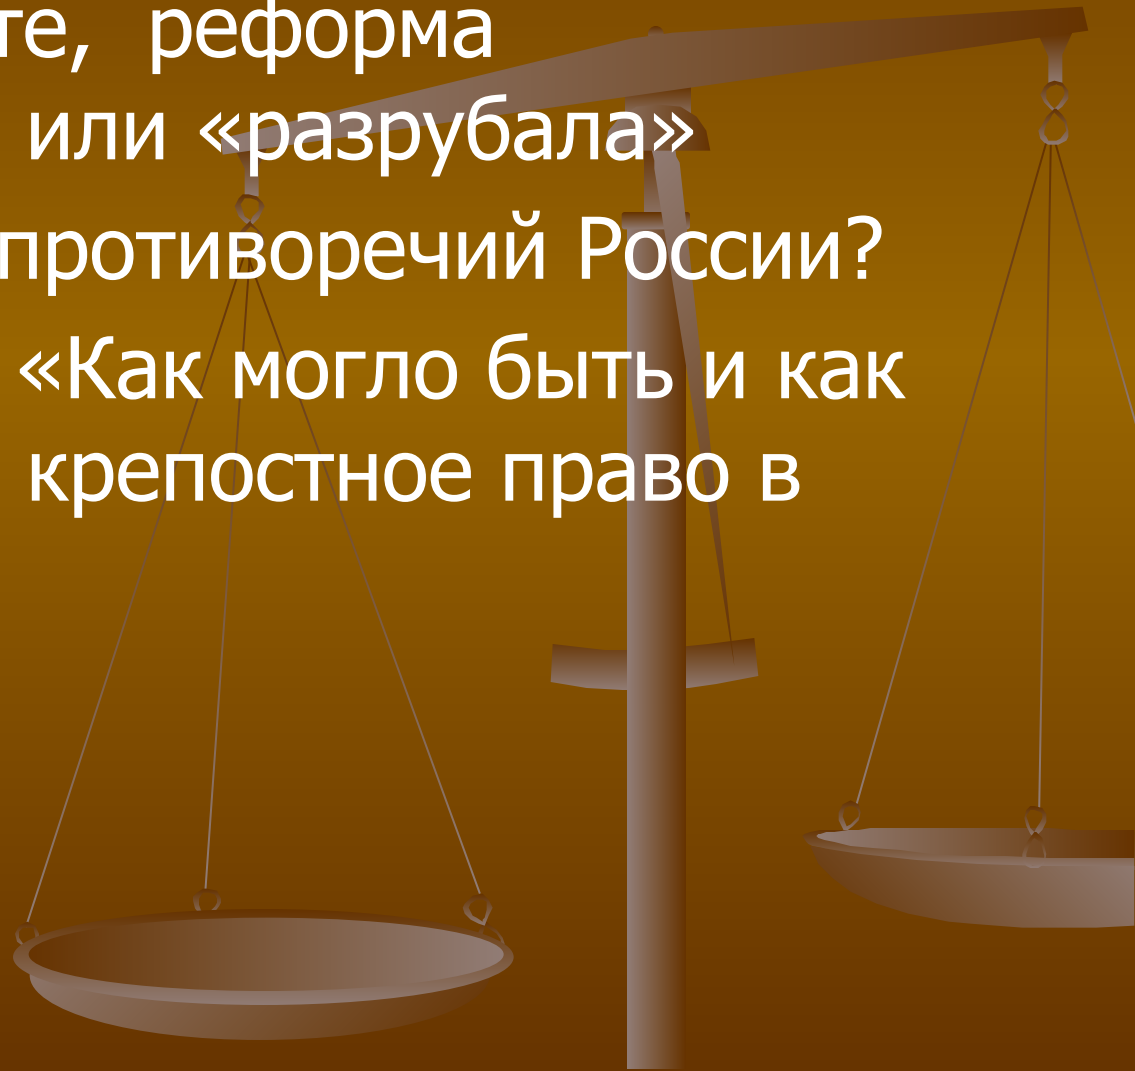 те, реформа
или «разрубала»
противоречий России?
«Как могло быть и как
крепостное право в